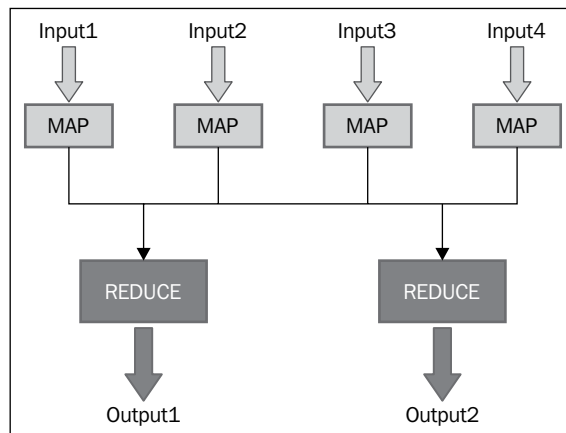 Input1 Input2 Input3 Input4
MAP MAP MAP MAP
REDUCE REDUCE
Output1 Output2